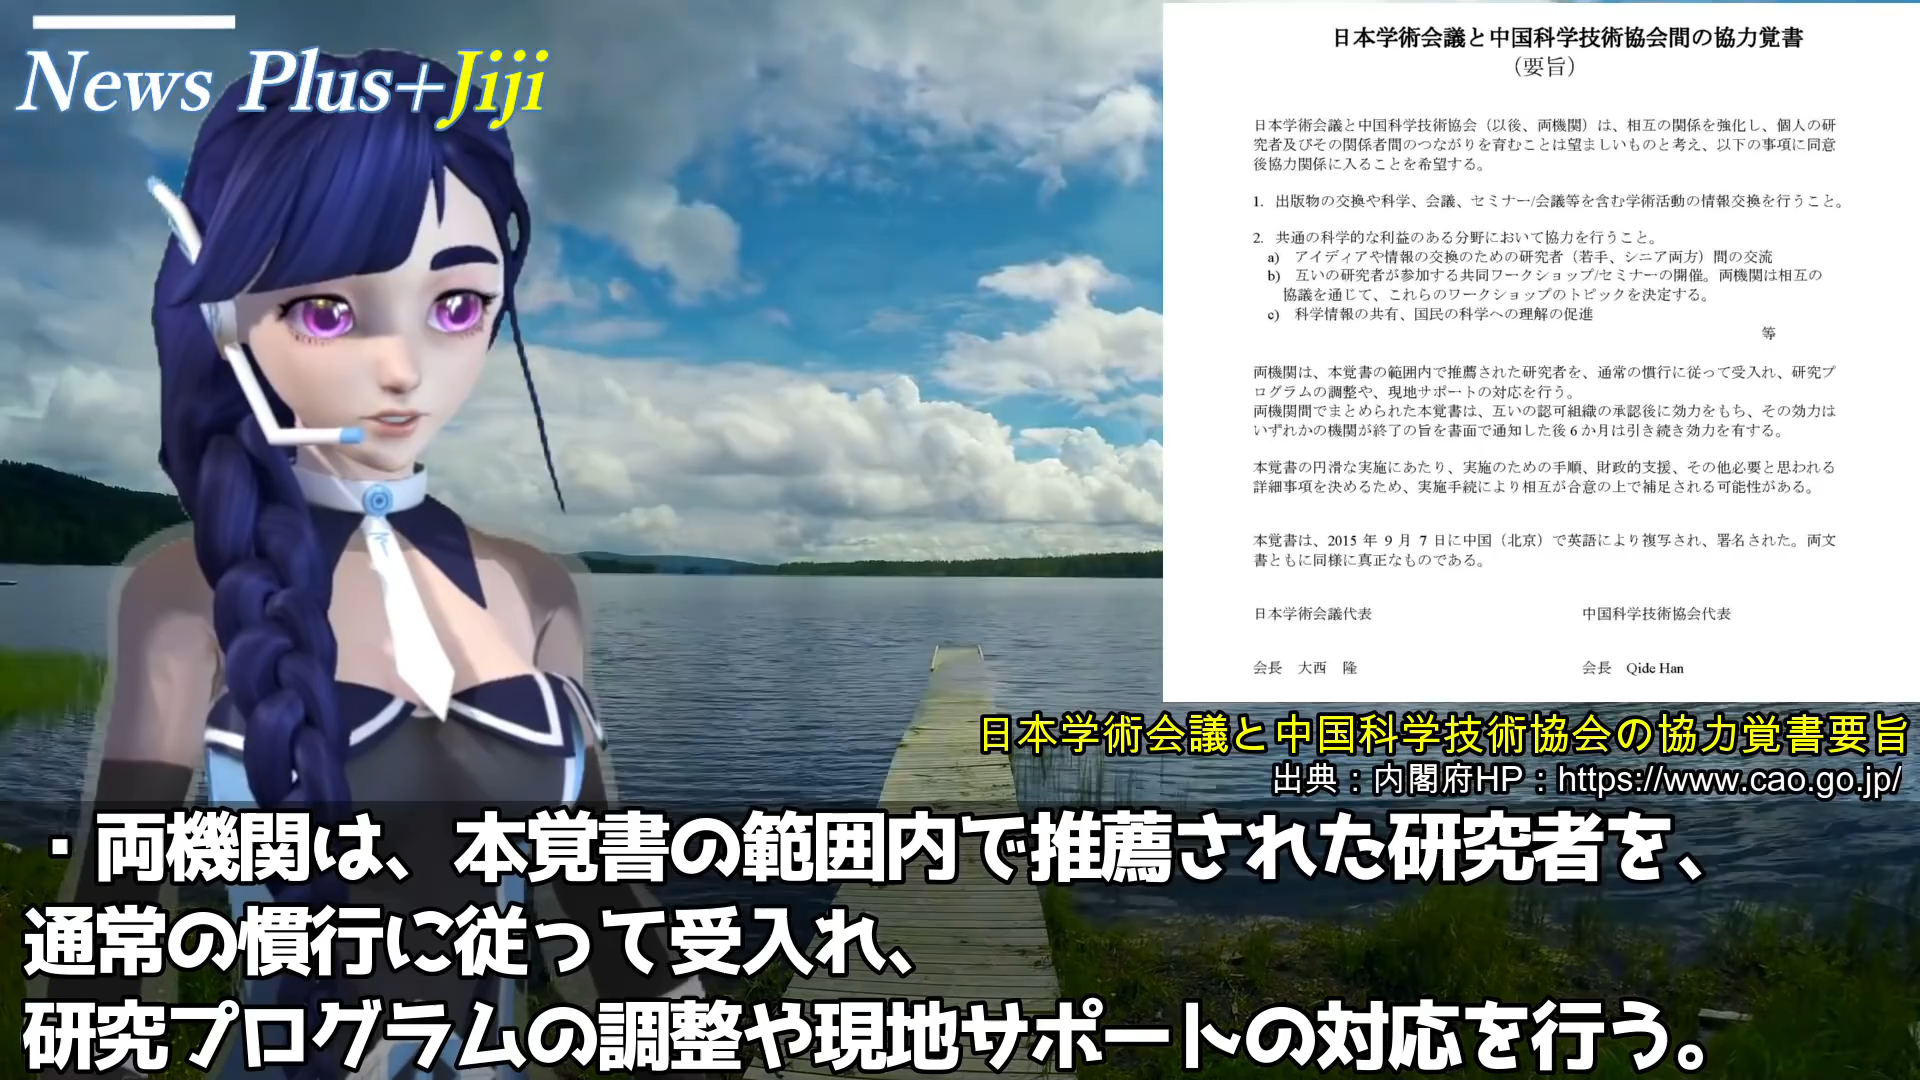 News Plus+Jiji
日本学術会議と中国科学技術協会間の協力覚書
（要旨）
日本学術会議と中国科学技術協会（以後、両機関）は、相互の関係を強化し、個人の研
究者及びその関係者間のつながりを育むことは望ましいものと考え、以下の事項に同意
後協力関係に入ることを希望する。
1. 出版物の交換や科学、会議、セミナー/会議等を含む学術活動の情報交換を行うこと。
2. 共通の科学的な利益のある分野において協力を行うこと。
a) アイディアや情報の交換のための研究者（若手、シニア両方）間の交流
b) 互いの研究者が参加する共同ワークショップ/セミナーの開催。両機関は相互の
協議を通じて、これらのワークショップのトピックを決定する。
c) 科学情報の共有、国民の科学への理解の促進
等
両機関は、本覚書の範囲内で推薦された研究者を、通常の慣行に従って受入れ、研究プ
ログラムの調整や、現地サポートの対応を行う。
両機関間でまとめられた本覚書は、互いの認可組織の承認後に効力をもち、その効力は
いずれかの機関が終了の旨を書面で通知した後 6 か月は引き続き効力を有する。
本覚書の円滑な実施にあたり、実施のための手順、財政的支援、その他必要と思われる
詳細事項を決めるため、実施手続により相互が合意の上で補足される可能性がある。
本覚書は、2015 年 9 月 7 日に中国（北京）で英語により複写され、署名された。両文
書ともに同様に真正なものである。
日本学術会議代表 中国科学技術協会代表
会長 大西 隆 会長 Qide Han
日本学術会議と中国科学技術協会の協力覚書要旨
出典：内閣府HP：https://www.cao.go.jp/
・両機関は、本覚書の範囲内で推薦された研究者を、
通常の慣行に従って受入れ、
研究プログラムの調整や現地サポートの対応を行う。